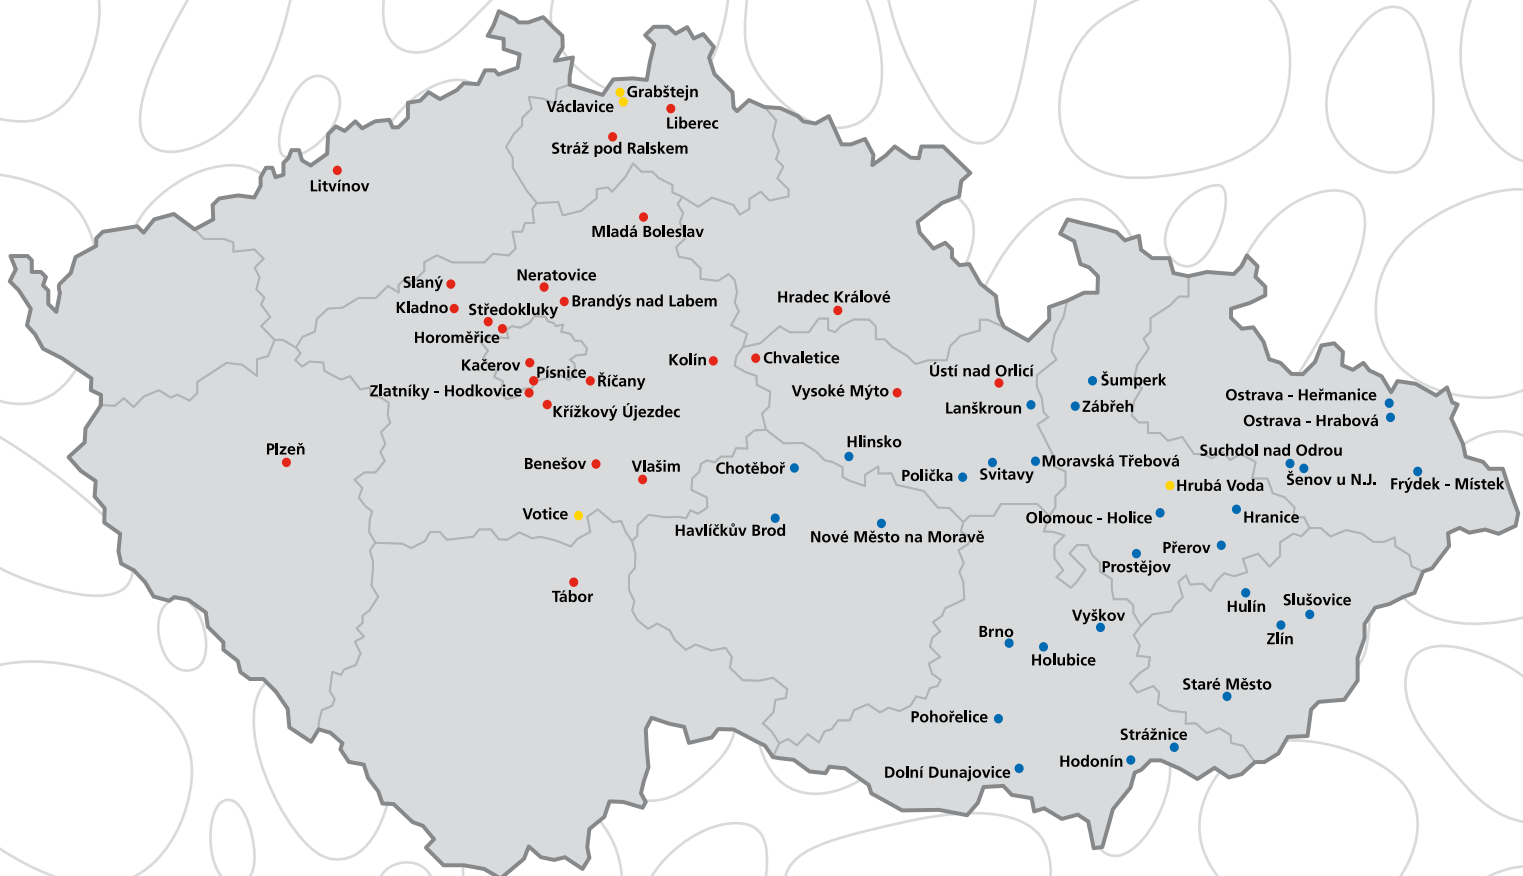 Grabštejn
Václavice
Liberec
Stráž pod Ralskem
Litvínov
Mladá Boleslav
Slaný
Neratovice
Kladno
Středokluky
Brandýs nad Labem
Hradec Králové
Horoměřice
Kačerov
Písnice
Říčany
Kolín
Chvaletice
Zlatníky - Hodkovice
Křížkový Újezdec
Vysoké Mýto
Ústí nad Orlicí
Lanškroun
Šumperk
Zábřeh
Ostrava - Heřmanice
Ostrava - Hrabová
Plzeň
Benešov
Vlašim
Chotěboř
Hlinsko
Polička
Svitavy
Moravská Třebová
Suchdol nad Odrou
Šenov u N.J.
Frýdek - Místek
Hrubá Voda
Votice
Havlíčkův Brod
Nové Město na Moravě
Olomouc - Holice
Hranice
Přerov
Prostějov
Tábor
Hulín
Slušovice
Zlín
Vyškov
Brno
Holubice
Staré Město
Pohořelice
Strážnice
Hodonín
Dolní Dunajovice